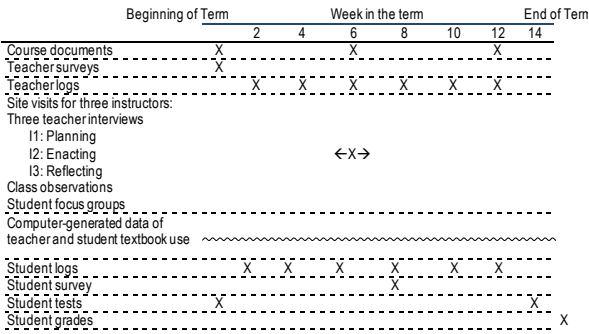 Beginning of Term Week in the term End of Term
2 4 6 8 10 12 14
Course documents X X X
Teacher surveys X
Teacher logs X X X X X X
Site visits for three instructors:
Three teacher interviews
I1: Planning
I2: Enacting ←X→
I3: Reflecting
Class observations
Student focus groups
Computer-generated data of
teacher and student textbook use
Student logs X X X X X X
Student survey X
Student tests X X
Student grades X